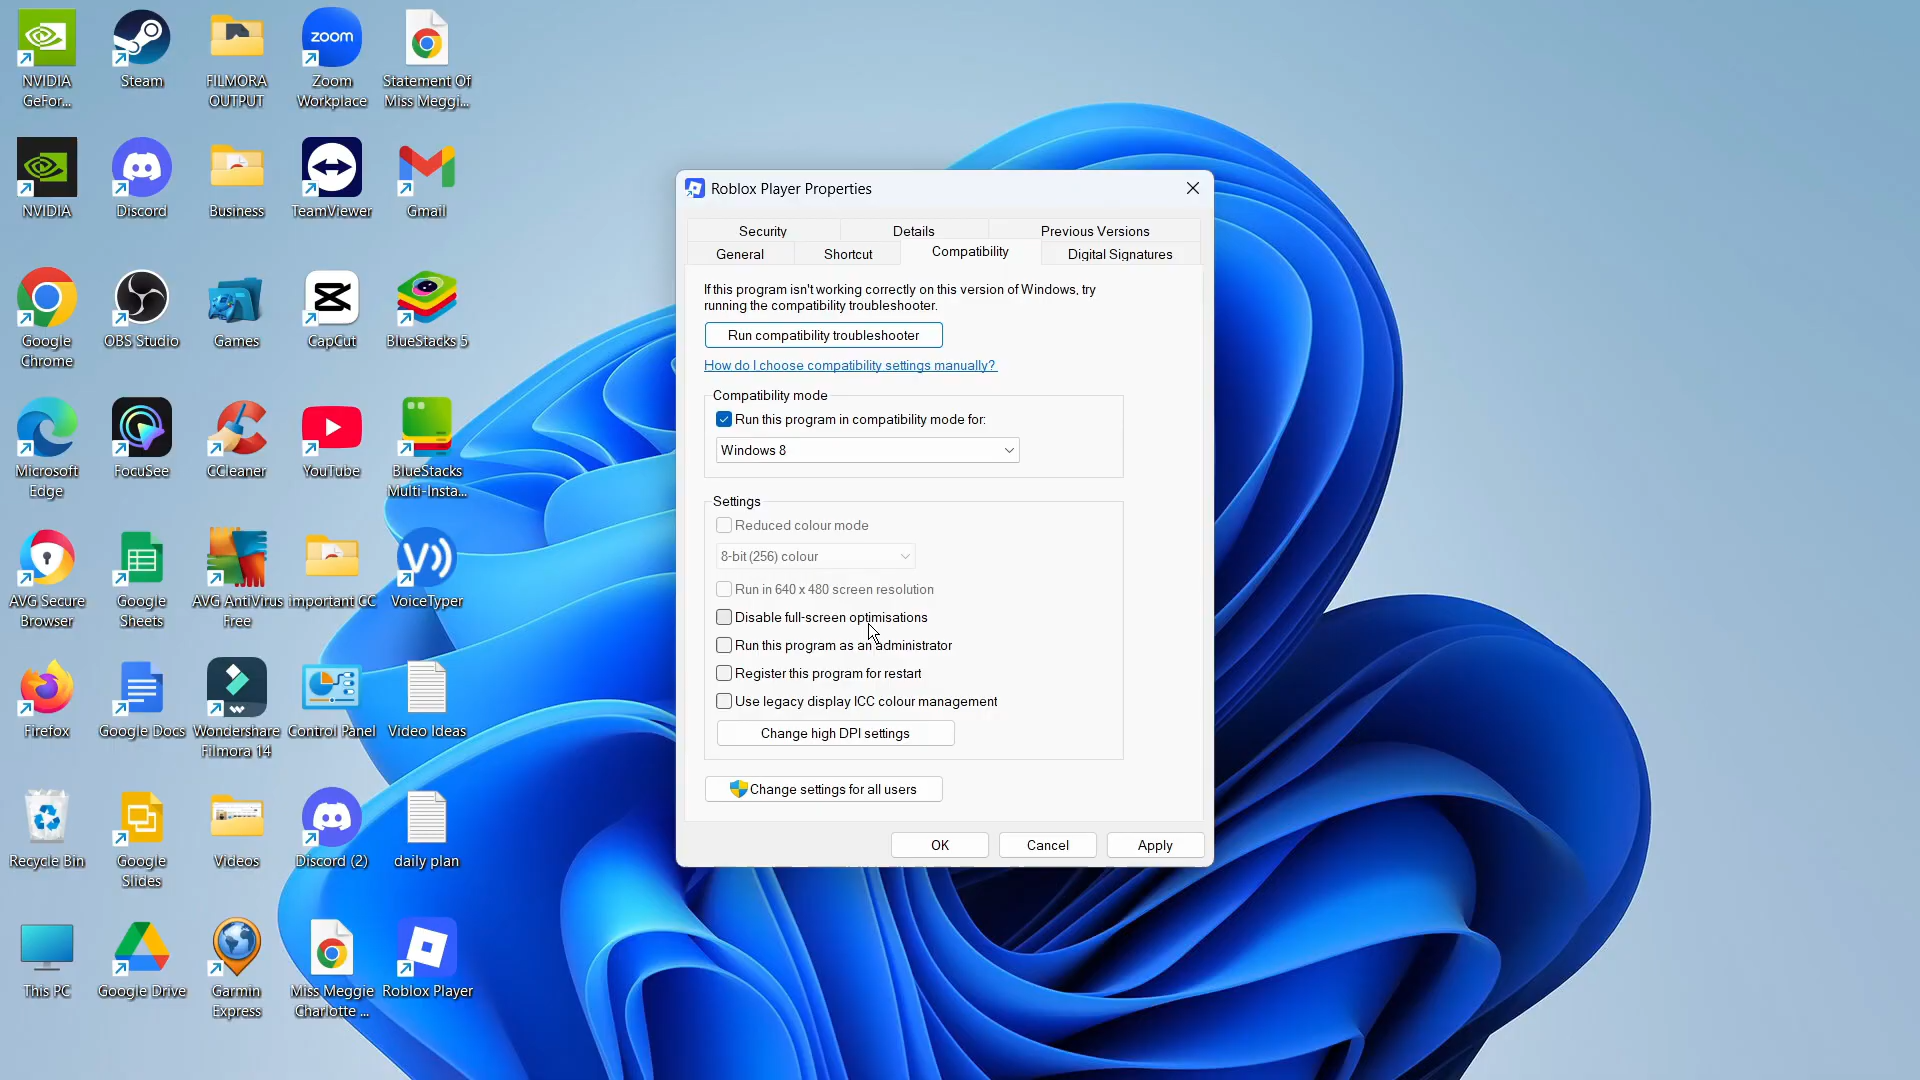 NVIDIA
GeFor...
Steam
FILMORA
OUTPUT
zoom
Zoom
Workplace
Statement Of
Miss Meggi...
NVIDIA
Discord
Business
TeamViewer
Gmail
Google
Chrome
OBS Studio
Games
CapCut
BlueStacks 5
Microsoft
Edge
FocuSee
CCleaner
YouTube
BlueStacks
Multi-Insta...
AVG Secure
Browser
Google
Sheets
AVG AntiVirus
Free
important CC
VoiceTyper
Firefox
Google Docs
Wondershare
Filmora 14
Control Panel
Video Ideas
Recycle Bin
Google
Slides
Videos
Discord (2)
daily plan
This PC
Google Drive
Garmin
Express
Miss Meggie
Charlotte ...
Roblox Player
Roblox Player Properties
Security
Details
Previous Versions
General
Shortcut
Compatibility
Digital Signatures
If this program isn't working correctly on this version of Windows, try
running the compatibility troubleshooter.
Run compatibility troubleshooter
How do I choose compatibility settings manually?
Compatibility mode
Run this program in compatibility mode for:
Windows 8
Settings
Reduced colour mode
8-bit (256) colour
Run in 640 x 480 screen resolution
Disable full-screen optimisations
Run this program as an administrator
Register this program for restart
Use legacy display ICC colour management
Change high DPI settings
Change settings for all users
OK
Cancel
Apply